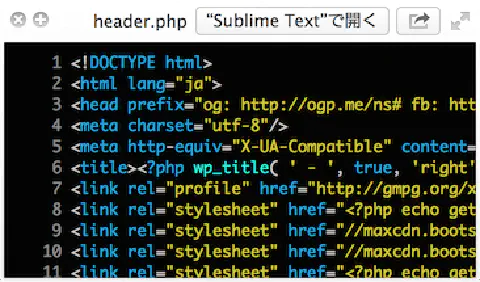 header.php "Sublime Text"で開く
1 <!DOCTYPE html>
2 <html lang="ja">
3 <head prefix="og: http://ogp.me/ns# fb: htt
4 <meta charset="utf-8"/>
5 <meta http-equiv="X-UA-Compatible" content=
6 <title><?php wp_title( ' - ', true, 'right'
7 <link rel="profile" href="http://gmpg.org/x
8 <link rel="stylesheet" href="<?php echo get
9 <link rel="stylesheet" href="//maxcdn.boots
10 <link rel="stylesheet" href="//maxcdn.boots
11 <link rel="stylesheet" href="<?php echo get